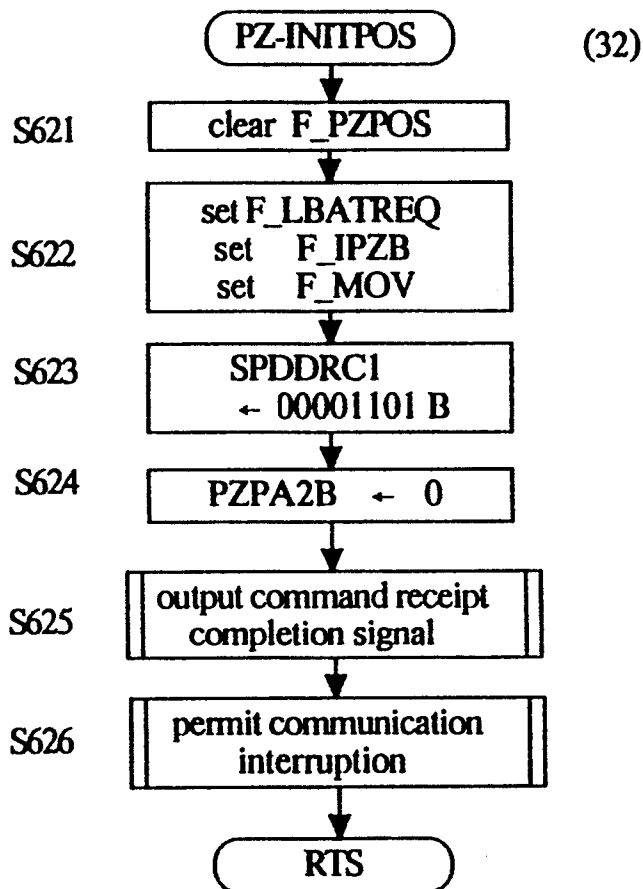 PZ-INITPOS
(32)
S621
clear F_PZPOS
S622
set F_LBATREQ
set F_IPZB
set F_MOV
S623
SPDDRC1
← 00001101 B
S624
PZPA2B ← 0
S625
output command receipt
completion signal
S626
permit communication
interruption
RTS